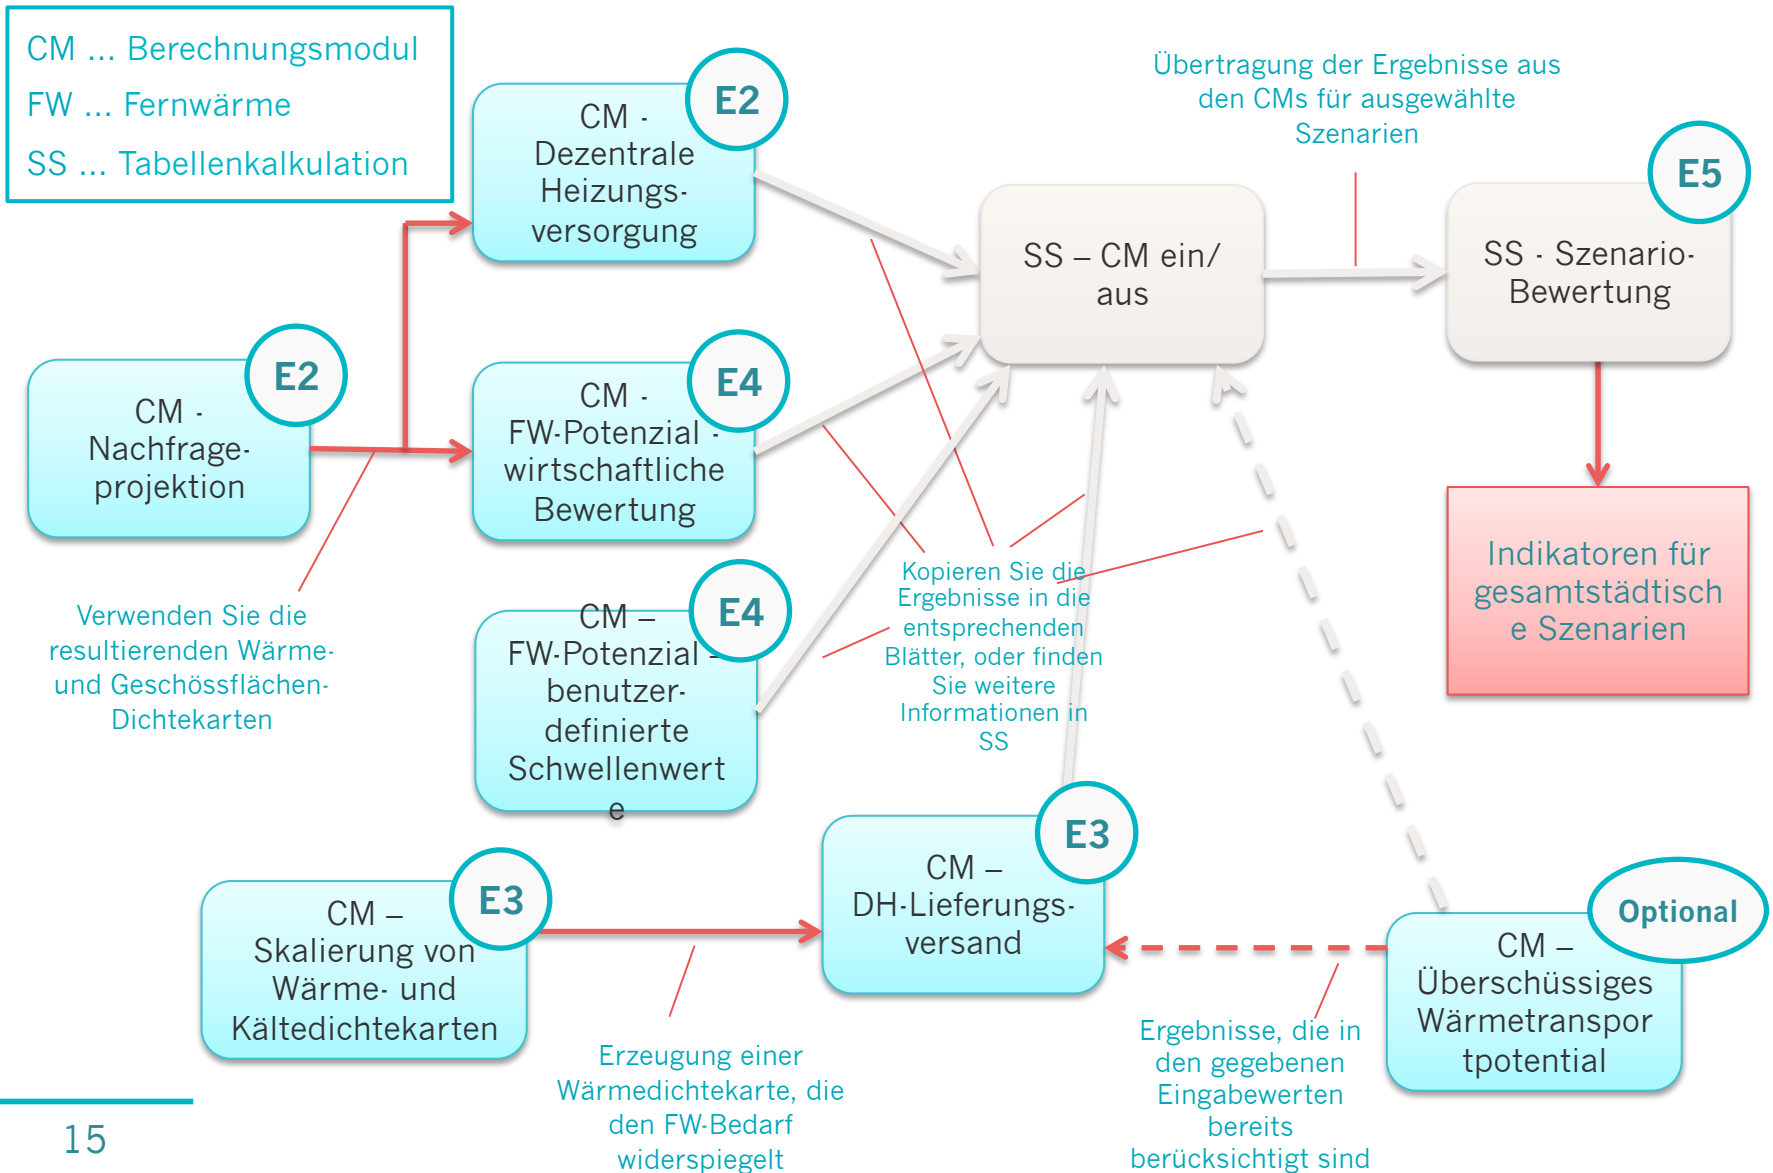 CM ... Berechnungsmodul
FW ... Fernwärme
SS ... Tabellenkalkulation
CM -
Dezentrale
Heizungs-
versorgung
E2
Übertragung der Ergebnisse aus
den CMs für ausgewählte
Szenarien
SS – CM ein/
aus
SS - Szenario-
Bewertung
E5
CM -
Nachfrage-
projektion
E2
CM -
FW-Potenzial -
wirtschaftliche
Bewertung
E4
Verwenden Sie die
resultierenden Wärme-
und Geschössflächen-
Dichtekarten
CM –
FW-Potenzial –
benutzer-
definierte
Schwellenwert
e
E4
Kopieren Sie die
Ergebnisse in die
entsprechenden
Blätter, oder finden
Sie weitere
Informationen in
SS
Indikatoren für
gesamtstädtisch
e Szenarien
CM –
Skalierung von
Wärme- und
Kältedichtekarten
E3
Erzeugung einer
Wärmedichtekarte, die
den FW-Bedarf
widerspiegelt
CM –
DH-Lieferungs-
versand
E3
Ergebnisse, die in
den gegebenen
Eingabewerten
bereits
berücksichtigt sind
CM –
Überschüssiges
Wärmetranspor
tpotential
Optional
15